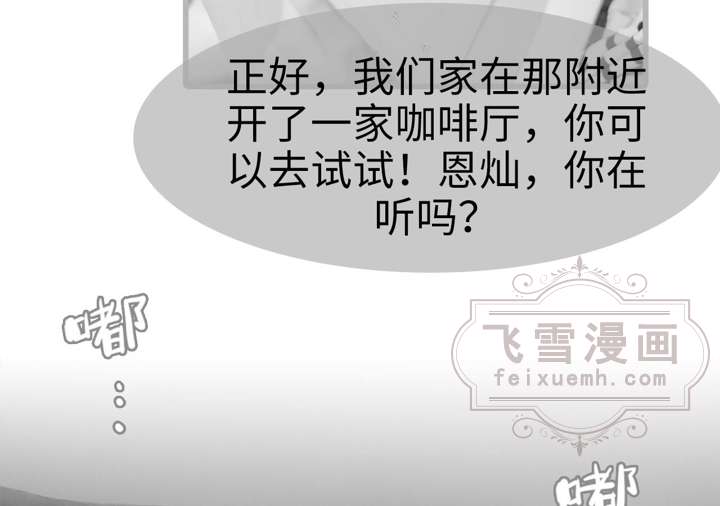 正好，我们家在那附近
开了一家咖啡厅，你可
以去试试！恩灿，你在
听吗？
嘟
...
飞雪漫画
feixuemh.com
嘟